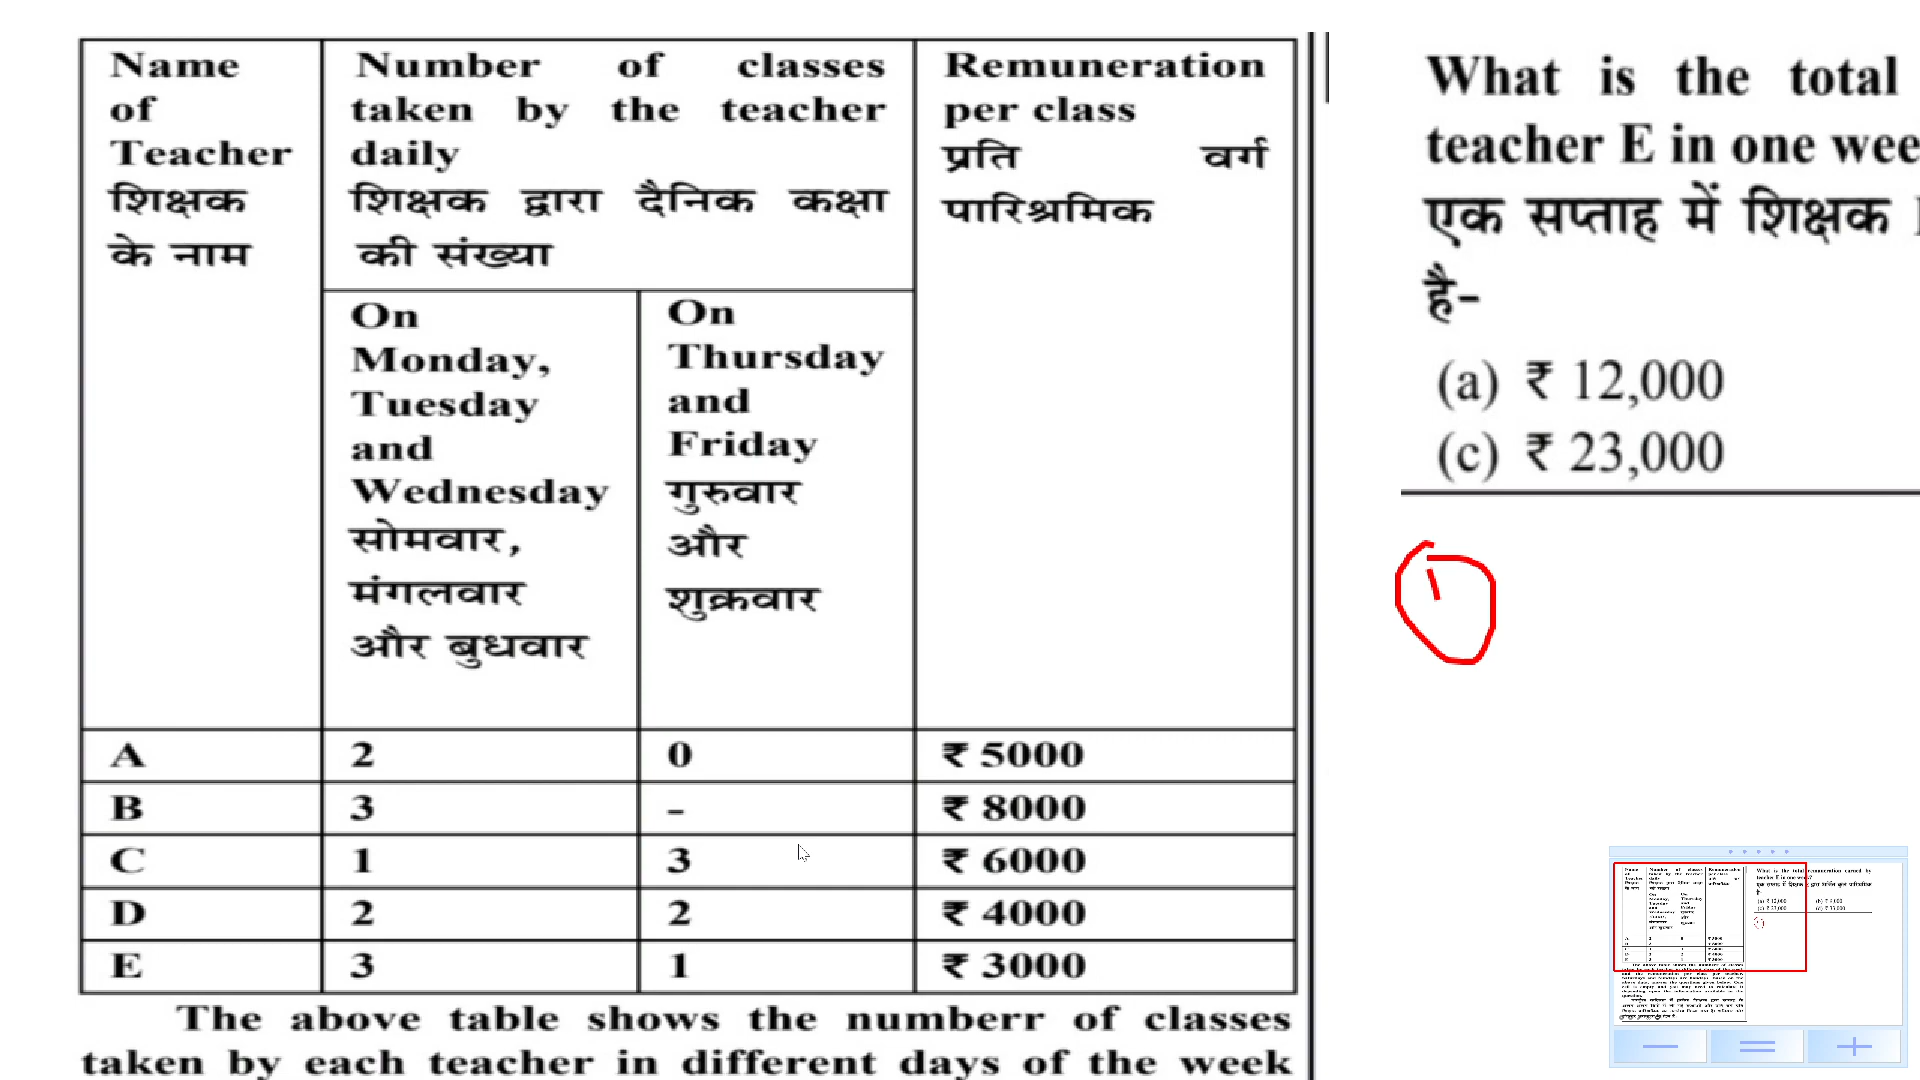 Name of Teacher
शिक्षक के नाम
Number of classes taken by the teacher daily
शिक्षक द्वारा दैनिक कक्षा की संख्या
Remuneration per class
प्रति वर्ग पारिश्रमिक
On Monday, Tuesday and Wednesday
सोमवार, मंगलवार और बुधवार
On Thursday and Friday
गुरुवार और शुक्रवार
A 2 0 ₹ 5000
B 3 - ₹ 8000
C 1 3 ₹ 6000
D 2 2 ₹ 4000
E 3 1 ₹ 3000
The above table shows the numberr of classes
taken by each teacher in different days of the week
What is the total
teacher E in one wee
एक सप्ताह में शिक्षक
है-
(a) ₹ 12,000
(c) ₹ 23,000